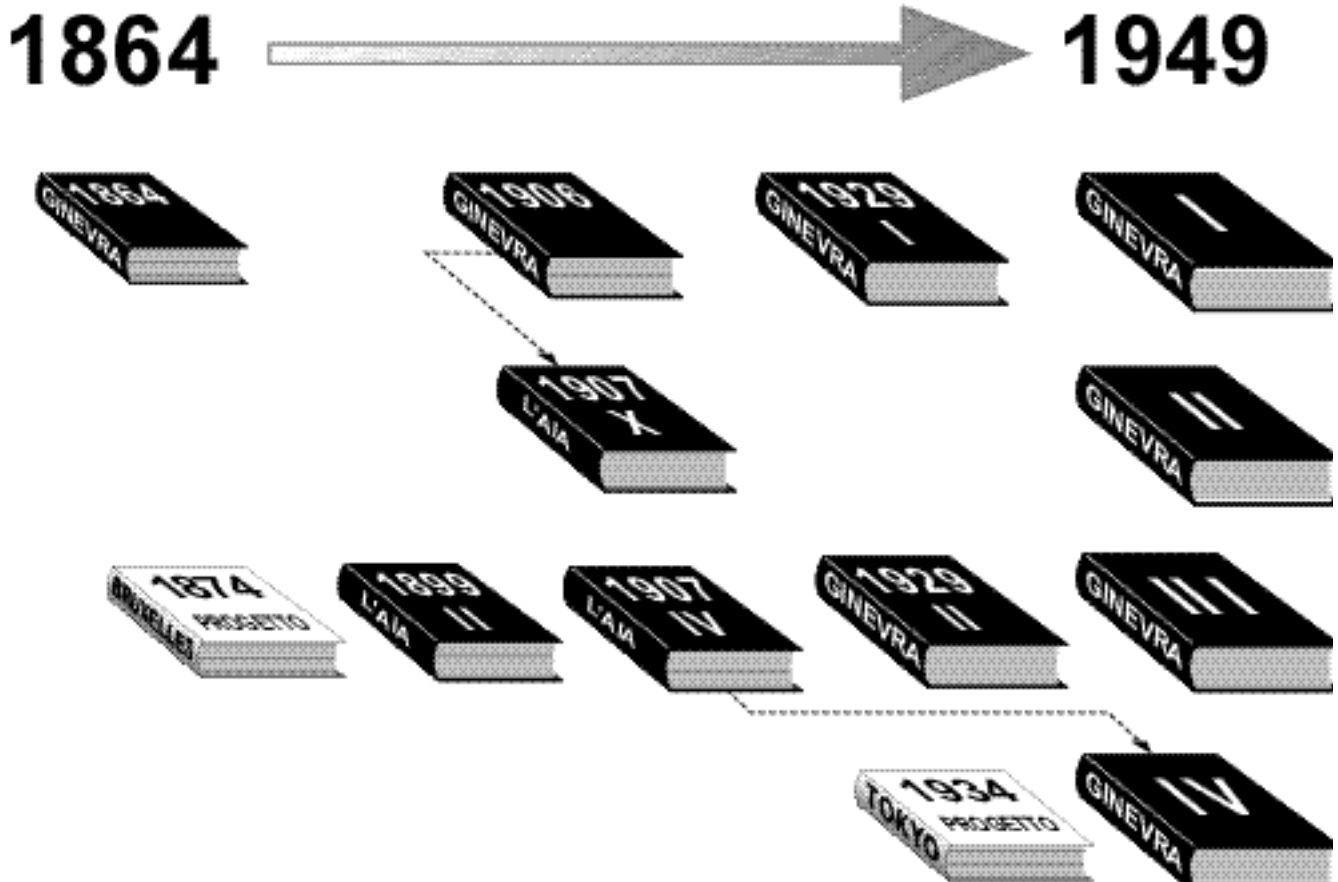 1864
1949
1864
GINEVRA
1906
GINEVRA
1929
I
GINEVRA
I
GINEVRA
1907
X
L'AIA
II
GINEVRA
1874
PROGETTO
BRUXELLES
1899
II
L'AIA
1907
IV
L'AIA
1929
II
GINEVRA
III
GINEVRA
1934
PROGETTO
TOKYO
IV
GINEVRA